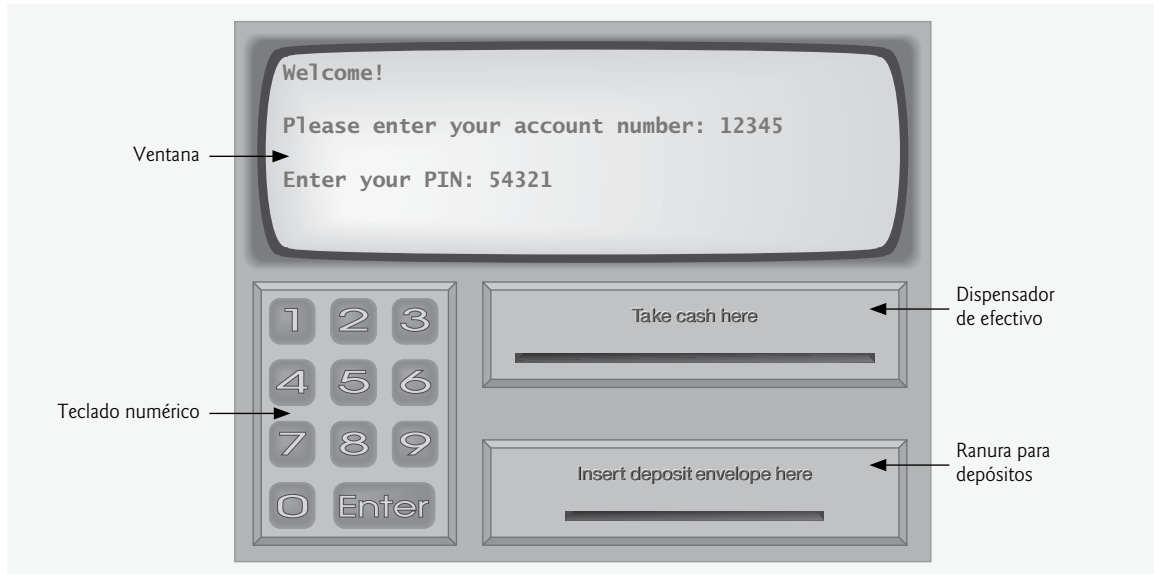 Welcome!
Please enter your account number: 12345
Enter your PIN: 54321
Ventana
Teclado numérico
1 2 3
4 5 6
7 8 9
0 Enter
Take cash here
Dispensador
de efectivo
Insert deposit envelope here
Ranura para
depósitos